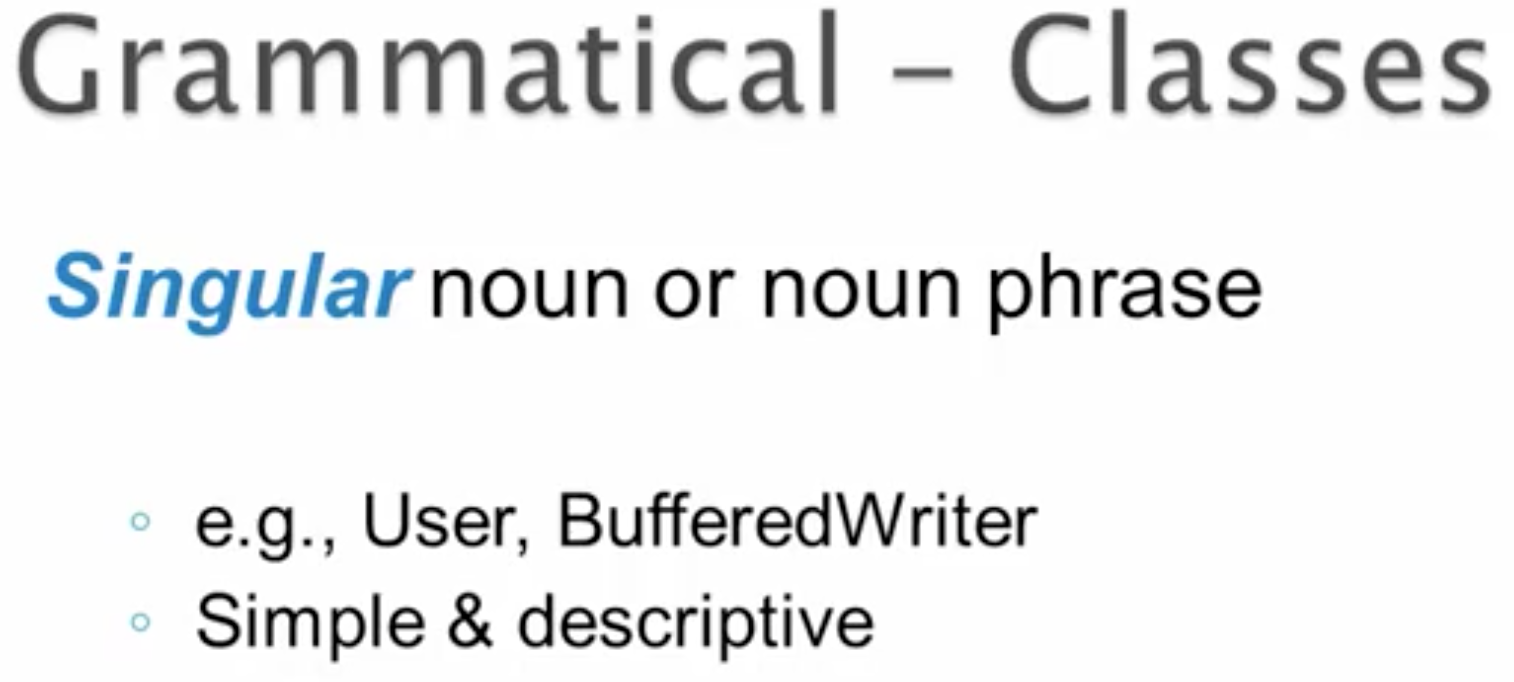 Grammatical – Classes
Singular noun or noun phrase
◦ e.g., User, BufferedWriter
◦ Simple & descriptive